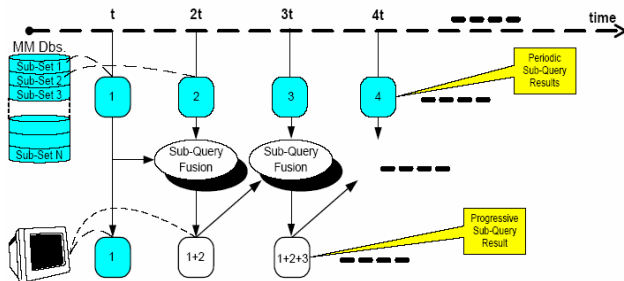 t 2t 3t 4t
time
MM Dbs.
Sub-Set 1
Sub-Set 2
Sub-Set 3
Sub-Set N
1 2 3 4
Periodic
Sub-Query
Results
Sub-Query
Fusion
Sub-Query
Fusion
Progressive
Sub-Query
Result
1 1+2 1+2+3